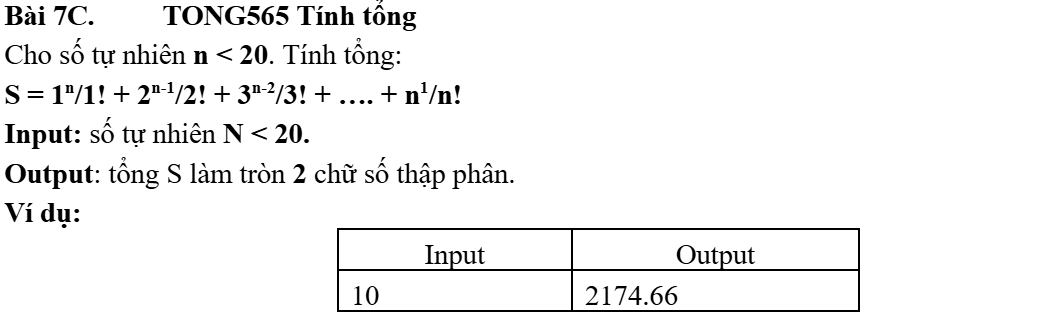 Bài 7C. TONG565 Tính tổng
Cho số tự nhiên n < 20. Tính tổng:
S = 1ⁿ/1! + 2ⁿ⁻¹/2! + 3ⁿ⁻²/3! + …. + n¹/n!
Input: số tự nhiên N < 20.
Output: tổng S làm tròn 2 chữ số thập phân.
Ví dụ:
Input Output
10 2174.66